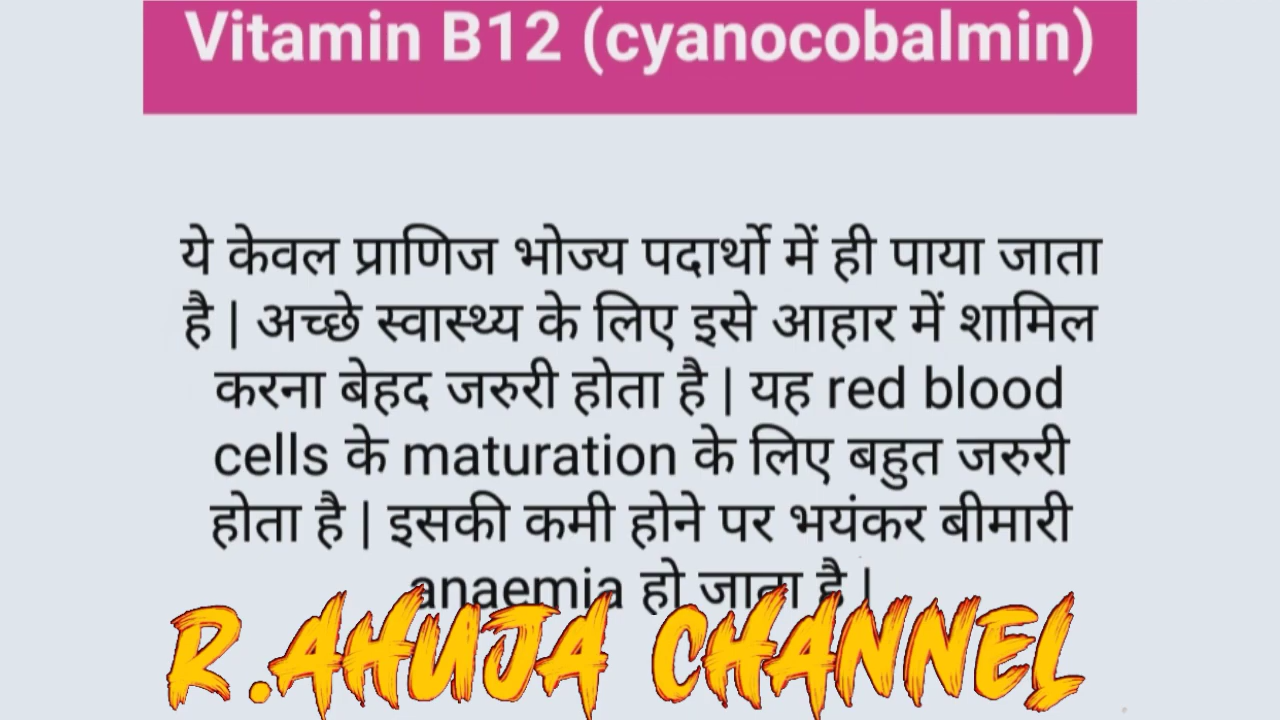 Vitamin B12 (cyanocobalmin)
ये केवल प्राणिज भोज्य पदार्थो में ही पाया जाता
है | अच्छे स्वास्थ्य के लिए इसे आहार में शामिल
करना बेहद जरुरी होता है | यह red blood
cells के maturation के लिए बहुत जरुरी
होता है | इसकी कमी होने पर भयंकर बीमारी
anaemia हो जाता है |
R.AHUJA CHANNEL